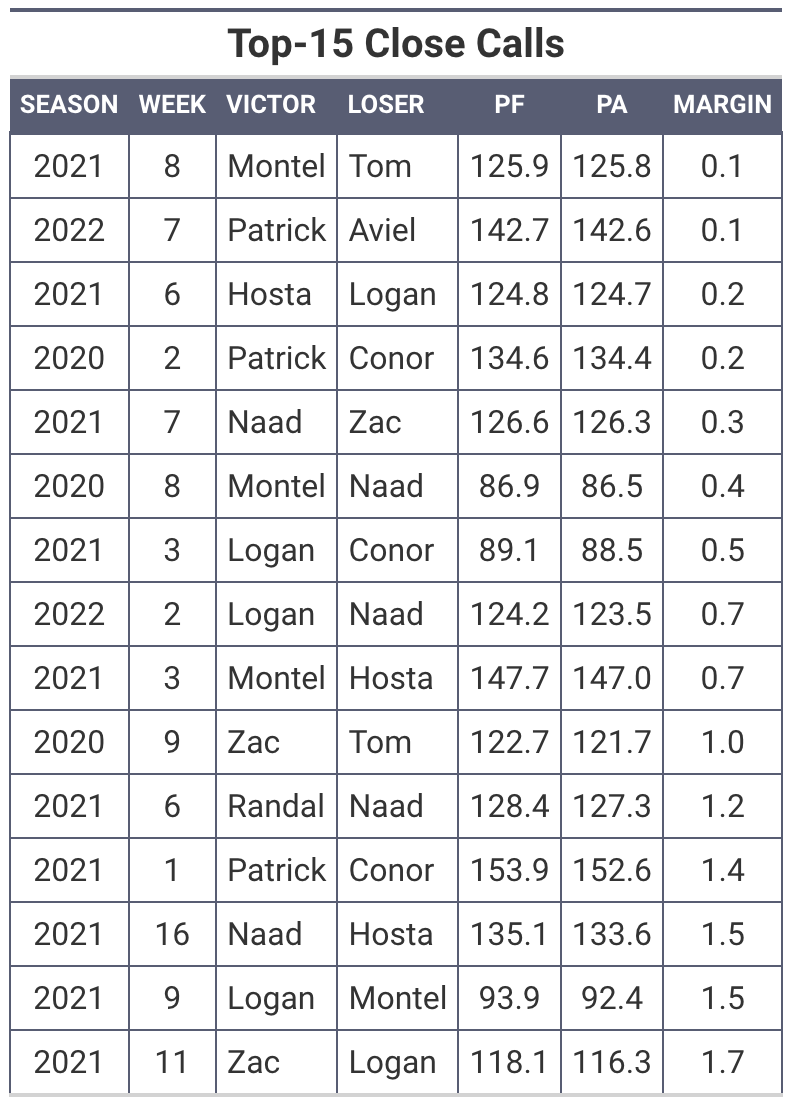 Top-15 Close Calls
SEASON WEEK VICTOR LOSER PF PA MARGIN
2021 8 Montel Tom 125.9 125.8 0.1
2022 7 Patrick Aviel 142.7 142.6 0.1
2021 6 Hosta Logan 124.8 124.7 0.2
2020 2 Patrick Conor 134.6 134.4 0.2
2021 7 Naad Zac 126.6 126.3 0.3
2020 8 Montel Naad 86.9 86.5 0.4
2021 3 Logan Conor 89.1 88.5 0.5
2022 2 Logan Naad 124.2 123.5 0.7
2021 3 Montel Hosta 147.7 147.0 0.7
2020 9 Zac Tom 122.7 121.7 1.0
2021 6 Randal Naad 128.4 127.3 1.2
2021 1 Patrick Conor 153.9 152.6 1.4
2021 16 Naad Hosta 135.1 133.6 1.5
2021 9 Logan Montel 93.9 92.4 1.5
2021 11 Zac Logan 118.1 116.3 1.7